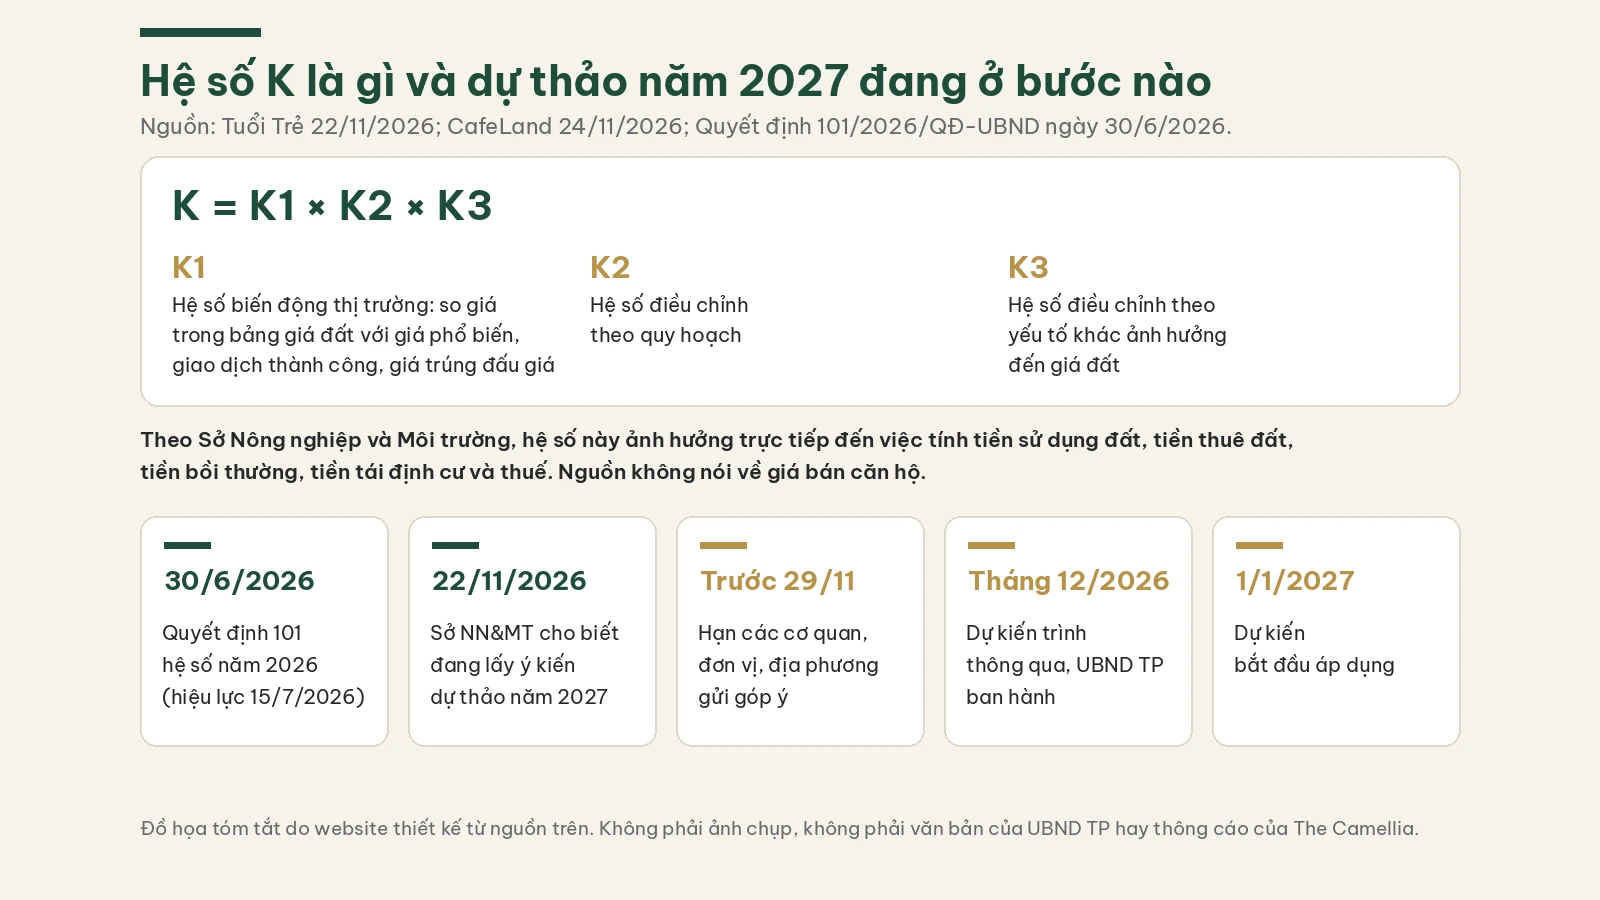 Hệ số K là gì và dự thảo năm 2027 đang ở bước nào
Nguồn: Tuổi Trẻ 22/11/2026; CafeLand 24/11/2026; Quyết định 101/2026/QĐ-UBND ngày 30/6/2026.
K = K1 × K2 × K3
K1
Hệ số biến động thị trường: so giá
trong bảng giá đất với giá phổ biến,
giao dịch thành công, giá trúng đấu giá
K2
Hệ số điều chỉnh
theo quy hoạch
K3
Hệ số điều chỉnh theo
yếu tố khác ảnh hưởng
đến giá đất
Theo Sở Nông nghiệp và Môi trường, hệ số này ảnh hưởng trực tiếp đến việc tính tiền sử dụng đất, tiền thuê đất,
tiền bồi thường, tiền tái định cư và thuế. Nguồn không nói về giá bán căn hộ.
30/6/2026
Quyết định 101
hệ số năm 2026
(hiệu lực 15/7/2026)
22/11/2026
Sở NN&MT cho biết
đang lấy ý kiến
dự thảo năm 2027
Trước 29/11
Hạn các cơ quan,
đơn vị, địa phương
gửi góp ý
Tháng 12/2026
Dự kiến trình
thông qua, UBND TP
ban hành
1/1/2027
Dự kiến
bắt đầu áp dụng
Đồ họa tóm tắt do website thiết kế từ nguồn trên. Không phải ảnh chụp, không phải văn bản của UBND TP hay thông cáo của The Camellia.